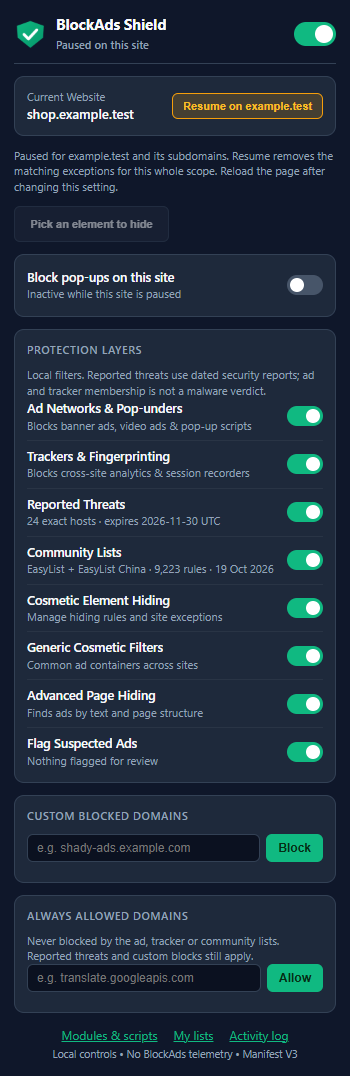 BlockAds Shield
Paused on this site
Current Website
shop.example.test
Resume on example.test
Paused for example.test and its subdomains. Resume removes the
matching exceptions for this whole scope. Reload the page after
changing this setting.
Pick an element to hide
Block pop-ups on this site
Inactive while this site is paused
PROTECTION LAYERS
Local filters. Reported threats use dated security reports; ad
and tracker membership is not a malware verdict.
Ad Networks & Pop-unders
Blocks banner ads, video ads & pop-up scripts
Trackers & Fingerprinting
Blocks cross-site analytics & session recorders
Reported Threats
24 exact hosts · expires 2026-11-30 UTC
Community Lists
EasyList + EasyList China · 9,223 rules · 19 Oct 2026
Cosmetic Element Hiding
Manage hiding rules and site exceptions
Generic Cosmetic Filters
Common ad containers across sites
Advanced Page Hiding
Finds ads by text and page structure
Flag Suspected Ads
Nothing flagged for review
CUSTOM BLOCKED DOMAINS
e.g. shady-ads.example.com
Block
ALWAYS ALLOWED DOMAINS
Never blocked by the ad, tracker or community lists.
Reported threats and custom blocks still apply.
e.g. translate.googleapis.com
Allow
Modules & scripts My lists Activity log
Local controls • No BlockAds telemetry • Manifest V3